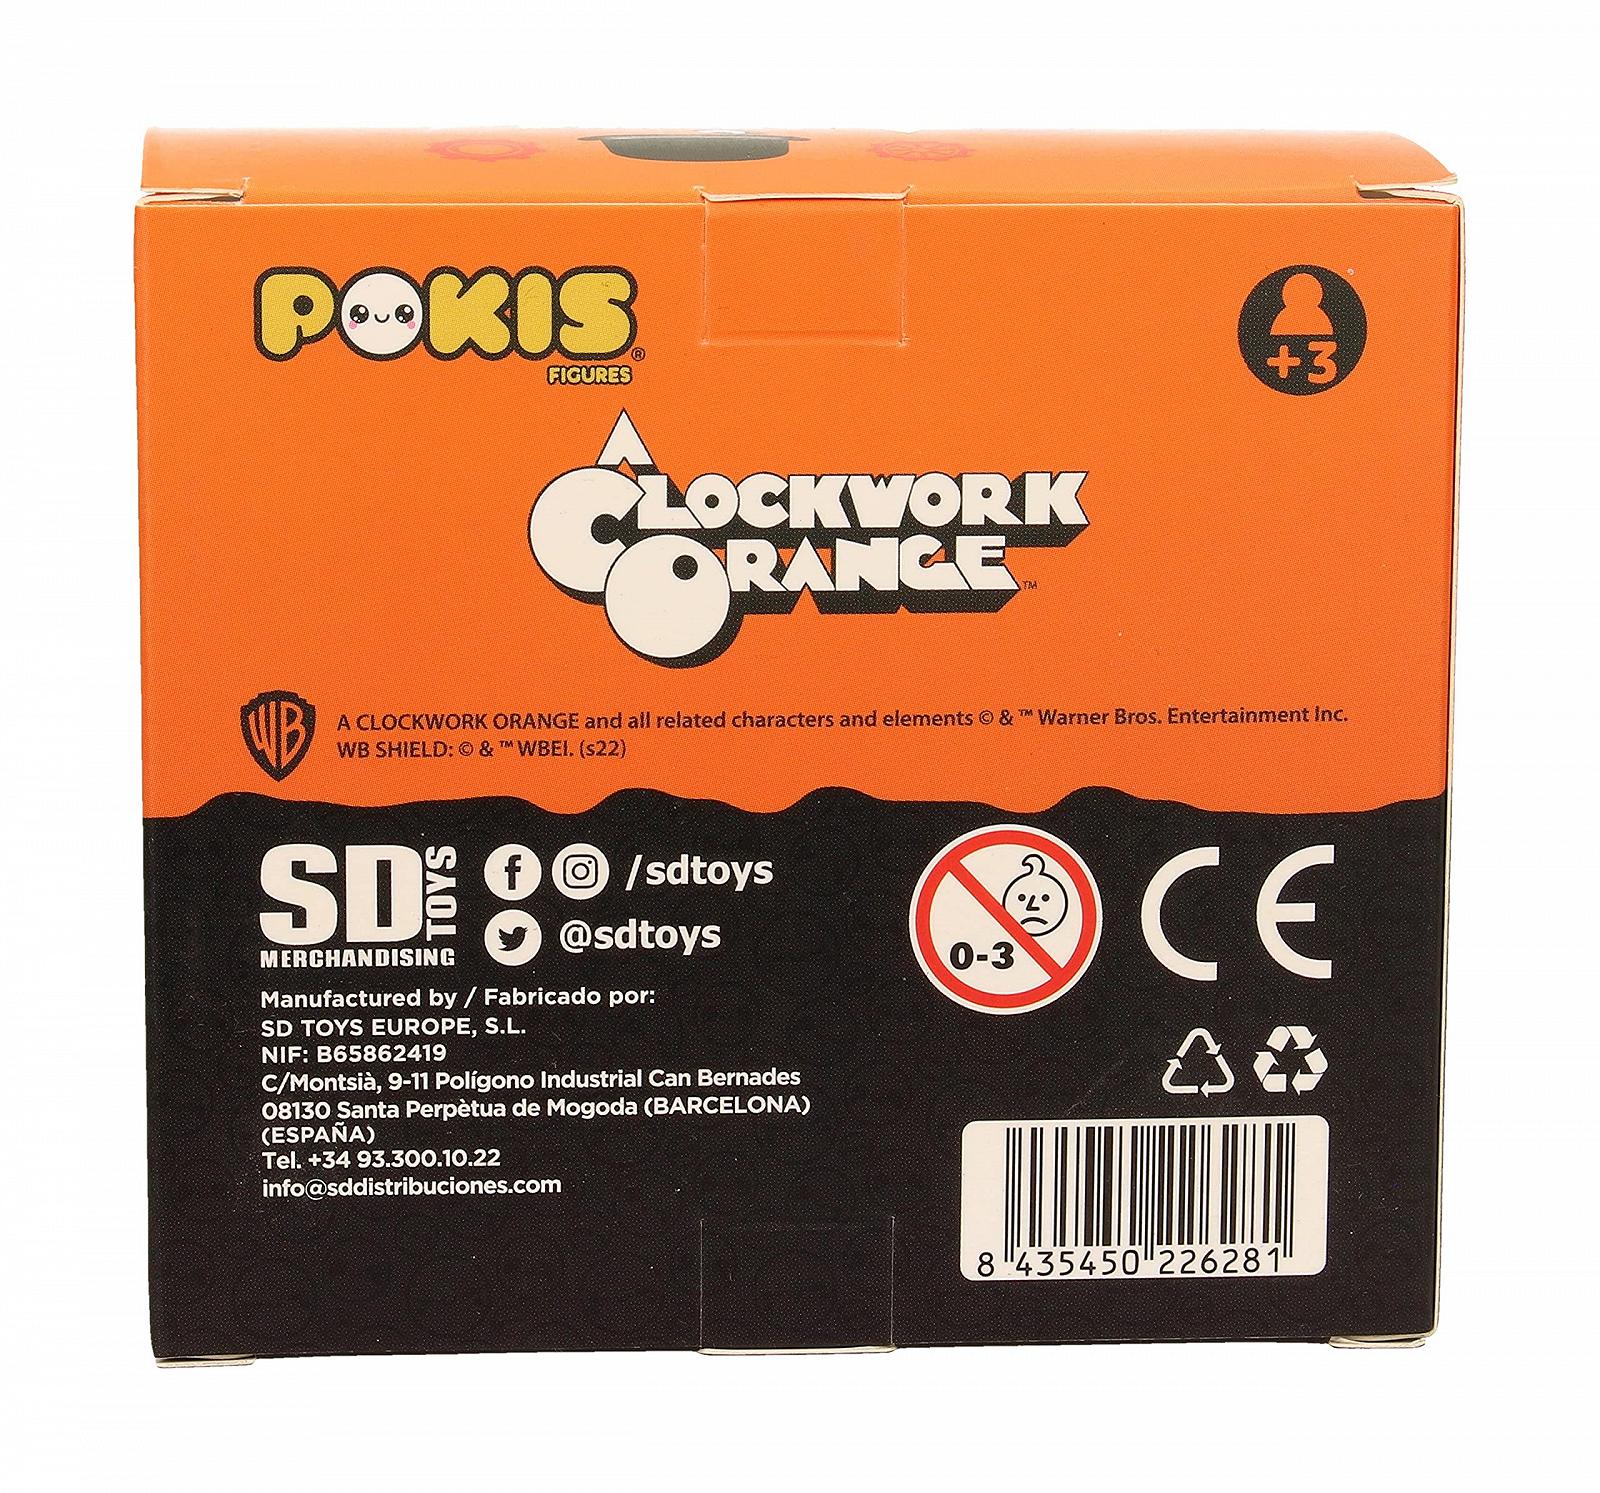 POKIS®
FIGURES
+3
A
CLOCKWORK
ORANGE™
WB
A CLOCKWORK ORANGE and all related characters and elements © & ™ Warner Bros. Entertainment Inc.
WB SHIELD: © & ™ WBEI. (s22)
SD TOYS
MERCHANDISING
/sdtoys
@sdtoys
0-3
CE
Manufactured by / Fabricado por:
SD TOYS EUROPE, S.L.
NIF: B65862419
C/Montsià, 9-11 Polígono Industrial Can Bernades
08130 Santa Perpètua de Mogoda (BARCELONA)
(ESPAÑA)
Tel. +34 93.300.10.22
info@sddistribuciones.com
8 435450 226281